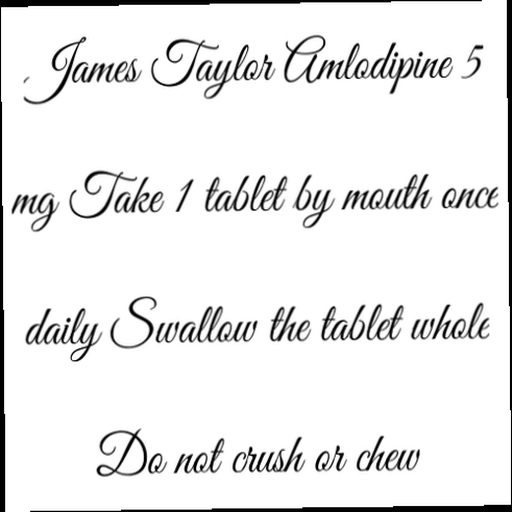 James Taylor Amlodipine 5
mg Take 1 tablet by mouth once
daily Swallow the tablet whole
Do not crush or chew